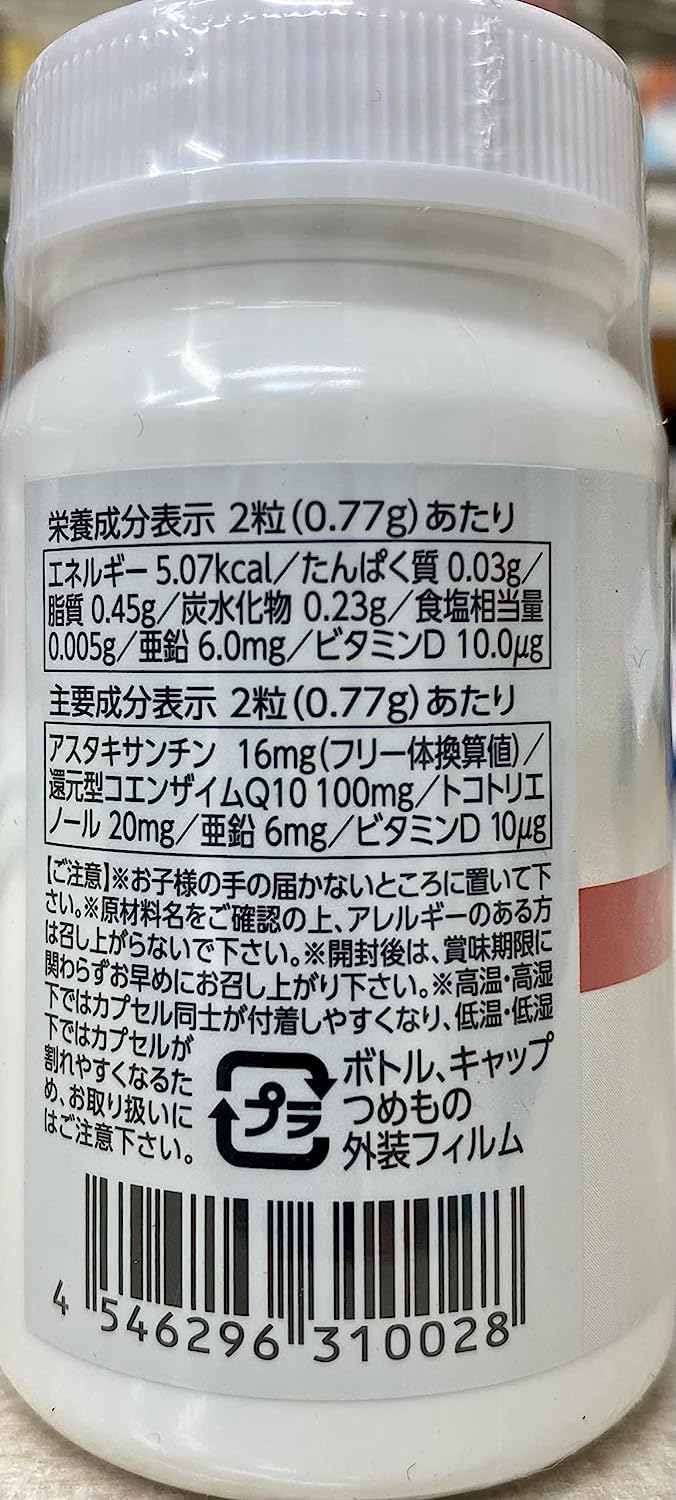 栄養成分表示 2粒(0.77g)あたり
エネルギー 5.07kcal/たんぱく質 0.03g/
脂質 0.45g/炭水化物 0.23g/食塩相当量
0.005g/亜鉛 6.0mg/ビタミンD 10.0μg
主要成分表示 2粒(0.77g)あたり
アスタキサンチン 16mg(フリー体換算値)/
還元型コエンザイムQ10 100mg/トコトリエ
ノール 20mg/亜鉛 6mg/ビタミンD 10μg
【ご注意】※お子様の手の届かないところに置いて下
さい。※原材料名をご確認の上、アレルギーのある方
は召し上がらないで下さい。※開封後は、賞味期限に
関わらずお早めにお召し上がり下さい。※高温・高湿
下ではカプセル同士が付着しやすくなり、低温・低湿
下ではカプセルが
割れやすくなるた
め、お取り扱いに
はご注意下さい。
プラ
ボトル、キャップ
つめもの
外装フィルム
4 546296 310028